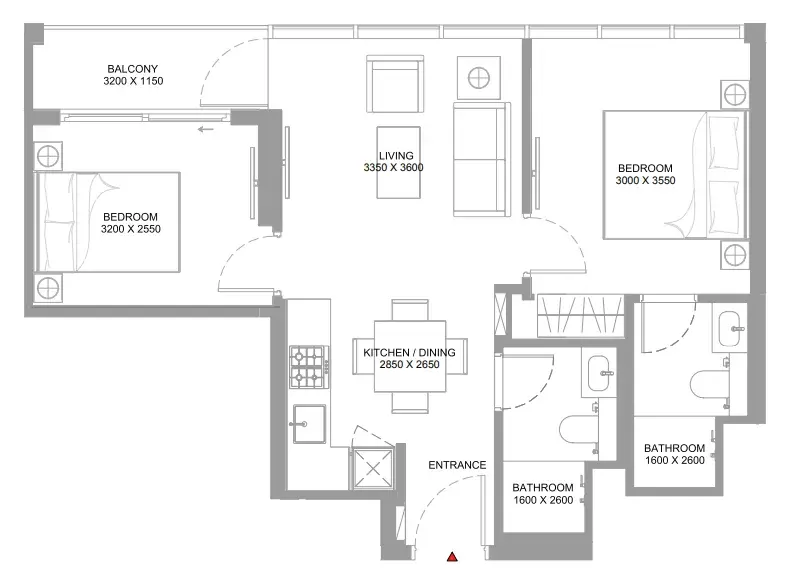 BALCONY
3200 X 1150
LIVING
3350 X 3600
BEDROOM
3000 X 3550
BEDROOM
3200 X 2550
KITCHEN / DINING
2850 X 2650
ENTRANCE
BATHROOM
1600 X 2600
BATHROOM
1600 X 2600